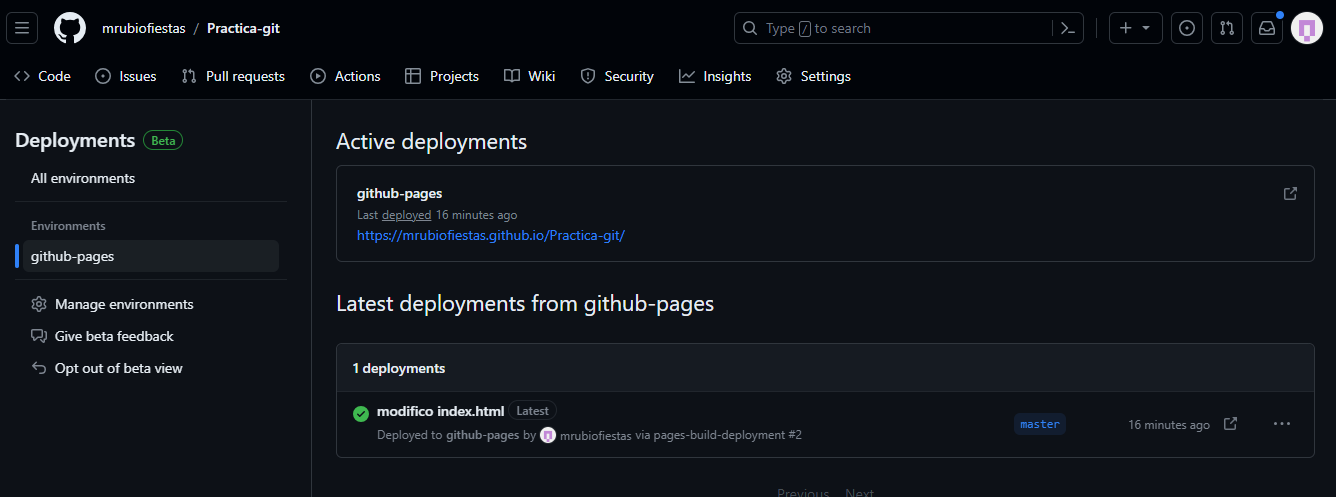 mrubiofiestas / Practica-git
Type / to search
Code Issues Pull requests Actions Projects Wiki Security Insights Settings
Deployments Beta
All environments
Environments
github-pages
Manage environments
Give beta feedback
Opt out of beta view
Active deployments
github-pages
Last deployed 16 minutes ago
https://mrubiofiestas.github.io/Practica-git/
Latest deployments from github-pages
1 deployments
modifico index.html Latest
Deployed to github-pages by mrubiofiestas via pages-build-deployment #2
master
16 minutes ago
Previous Next